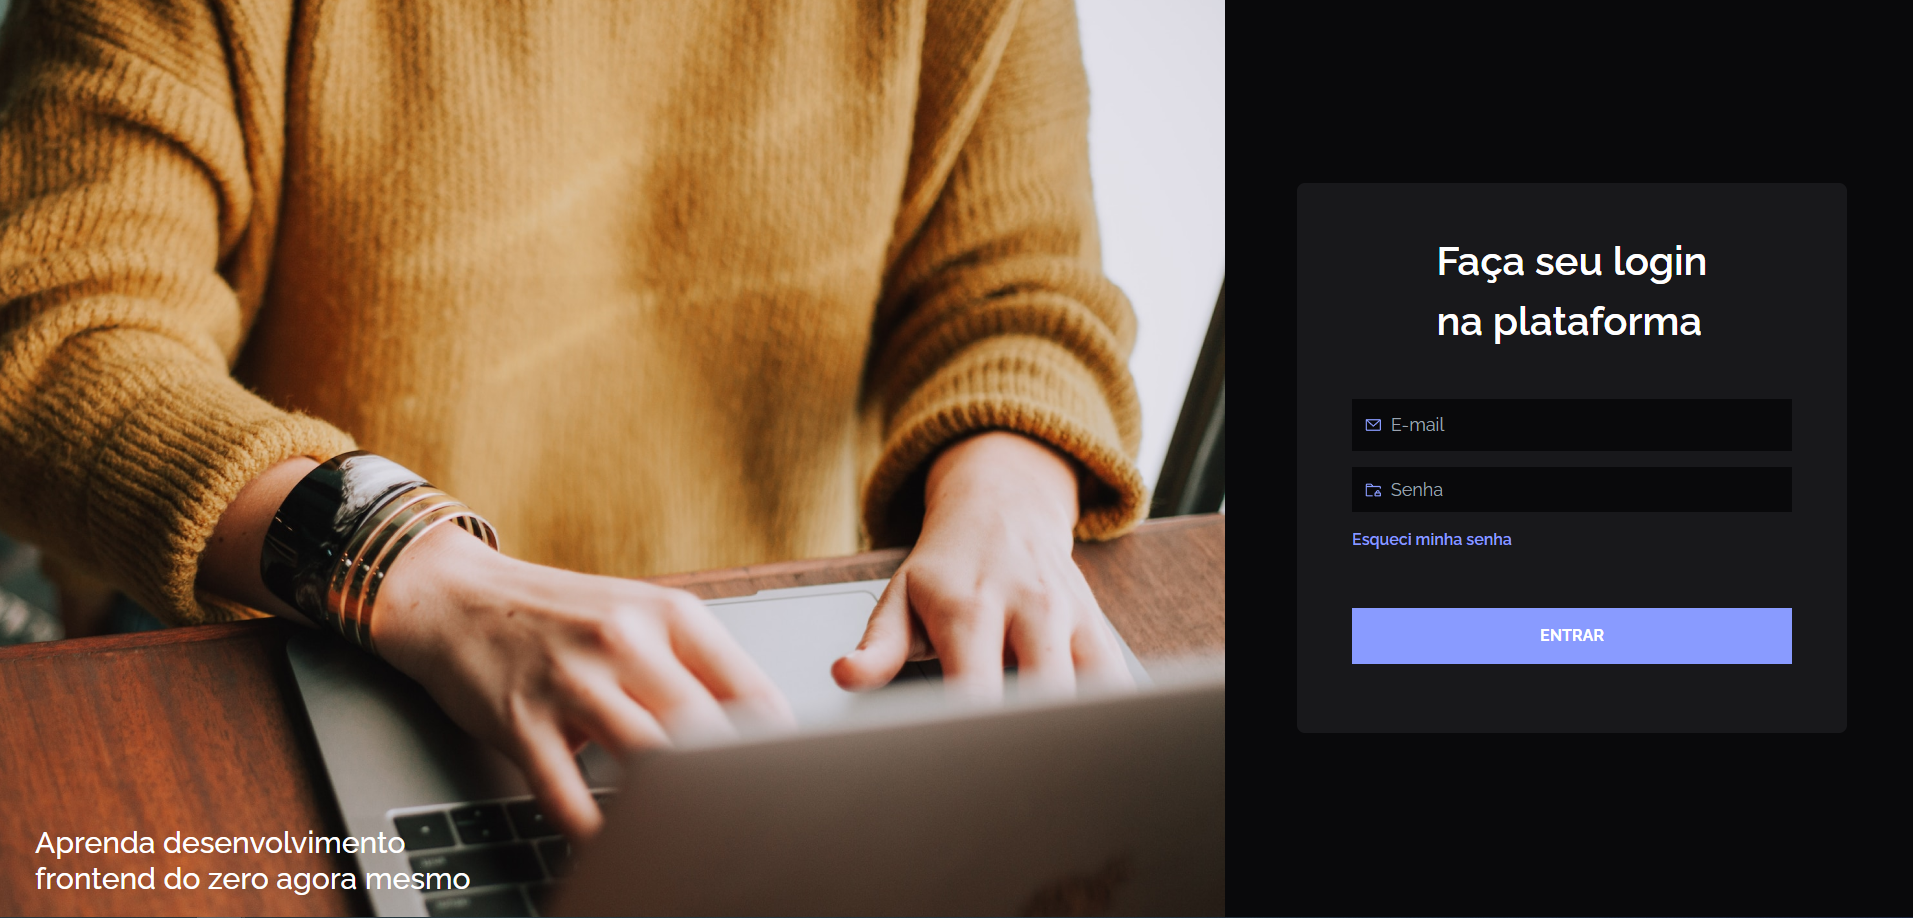 Faça seu login
na plataforma
E-mail
Senha
Esqueci minha senha
ENTRAR
Aprenda desenvolvimento
frontend do zero agora mesmo